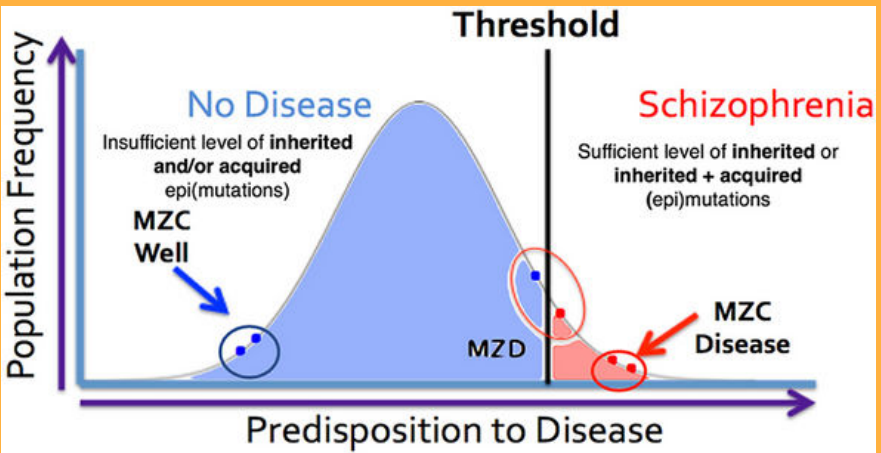 Threshold
Population Frequency
No Disease
Insufficient level of inherited
and/or acquired
epi(mutations)
MZC
Well
Schizophrenia
Sufficient level of inherited or
inherited + acquired
(epi)mutations
MZD
MZC
Disease
Predisposition to Disease